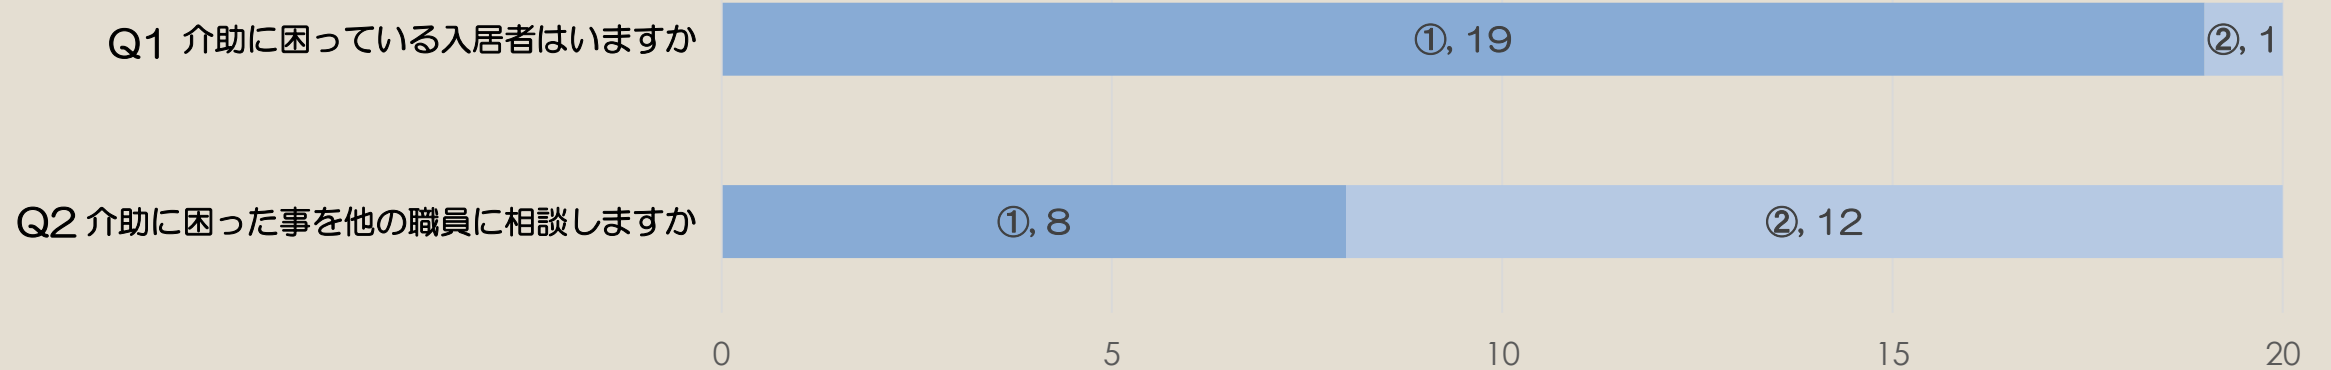 Q1 介助に困っている入居者はいますか
①, 19
②, 1
Q2 介助に困った事を他の職員に相談しますか
①, 8
②, 12
0 5 10 15 20